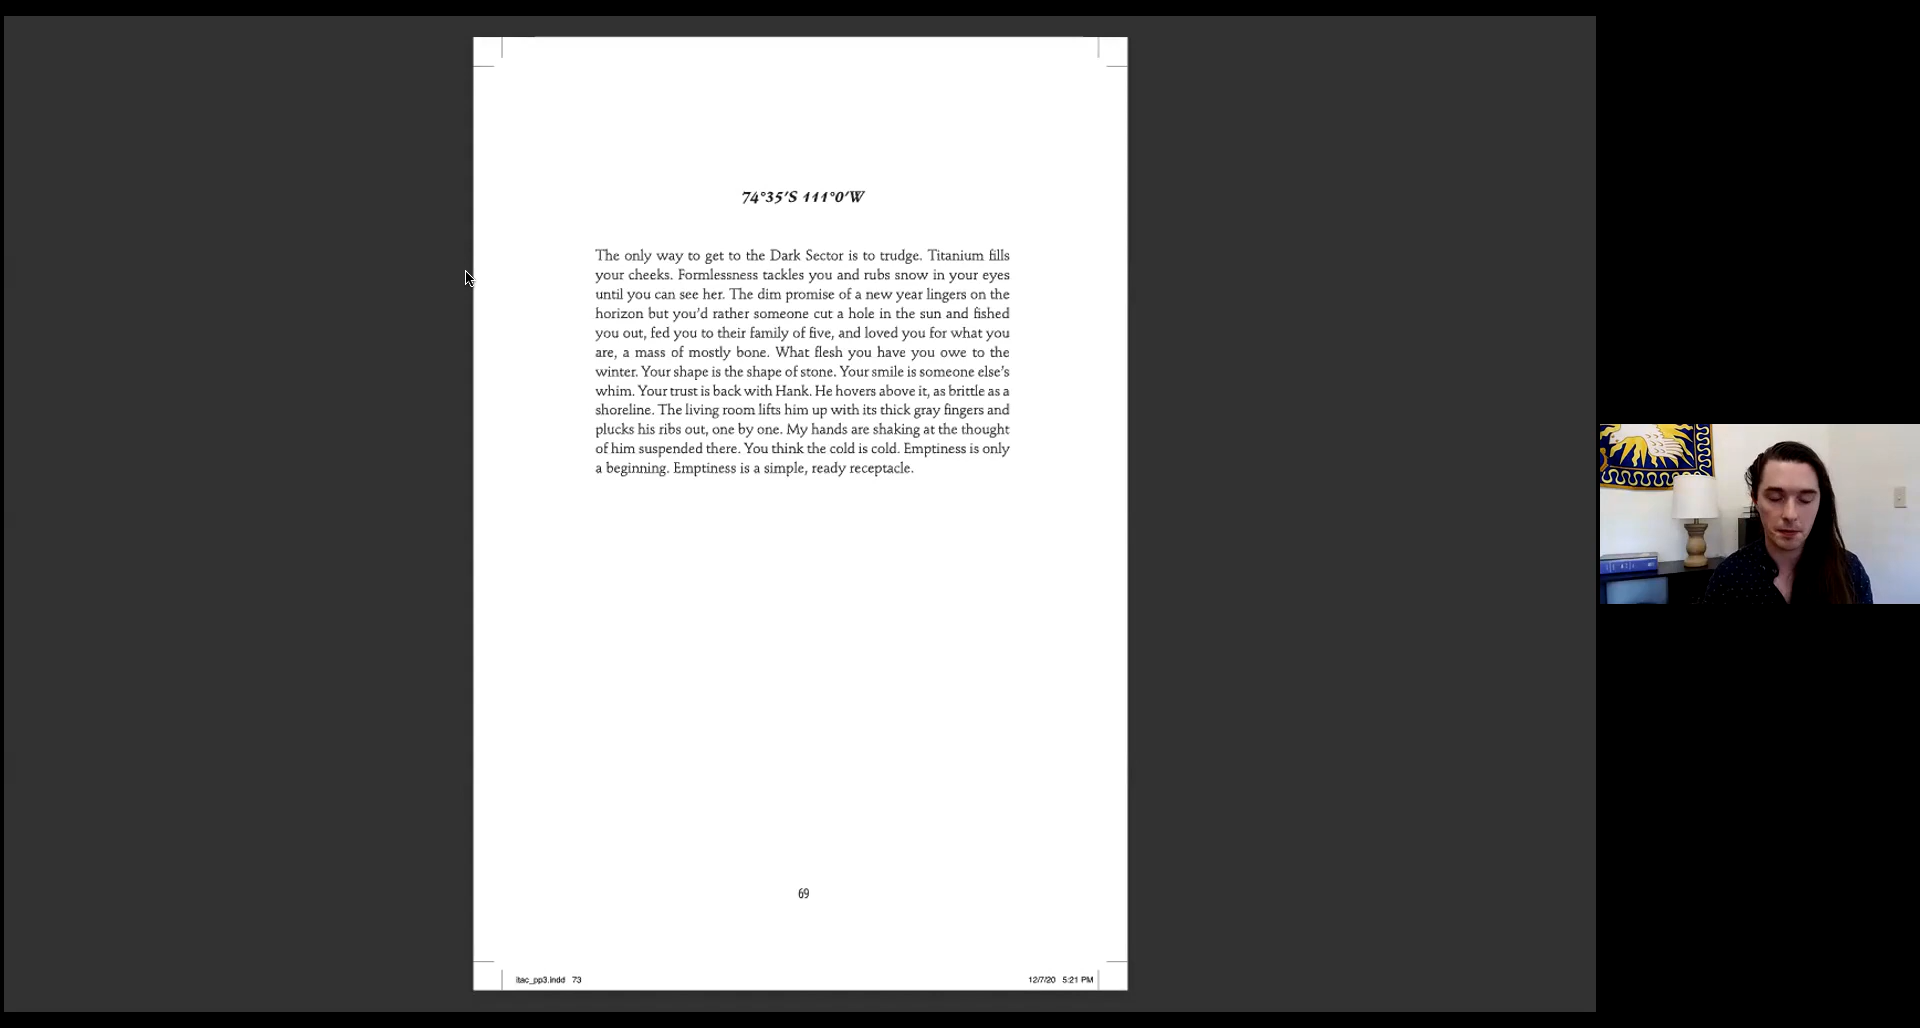 74°35′S 111°0′W
The only way to get to the Dark Sector is to trudge. Titanium fills
your cheeks. Formlessness tackles you and rubs snow in your eyes
until you can see her. The dim promise of a new year lingers on the
horizon but you’d rather someone cut a hole in the sun and fished
you out, fed you to their family of five, and loved you for what you
are, a mass of mostly bone. What flesh you have you owe to the
winter. Your shape is the shape of stone. Your smile is someone else’s
whim. Your trust is back with Hank. He hovers above it, as brittle as a
shoreline. The living room lifts him up with its thick gray fingers and
plucks his ribs out, one by one. My hands are shaking at the thought
of him suspended there. You think the cold is cold. Emptiness is only
a beginning. Emptiness is a simple, ready receptacle.
69
itac_pp3.indd 73
12/7/20 5:21 PM